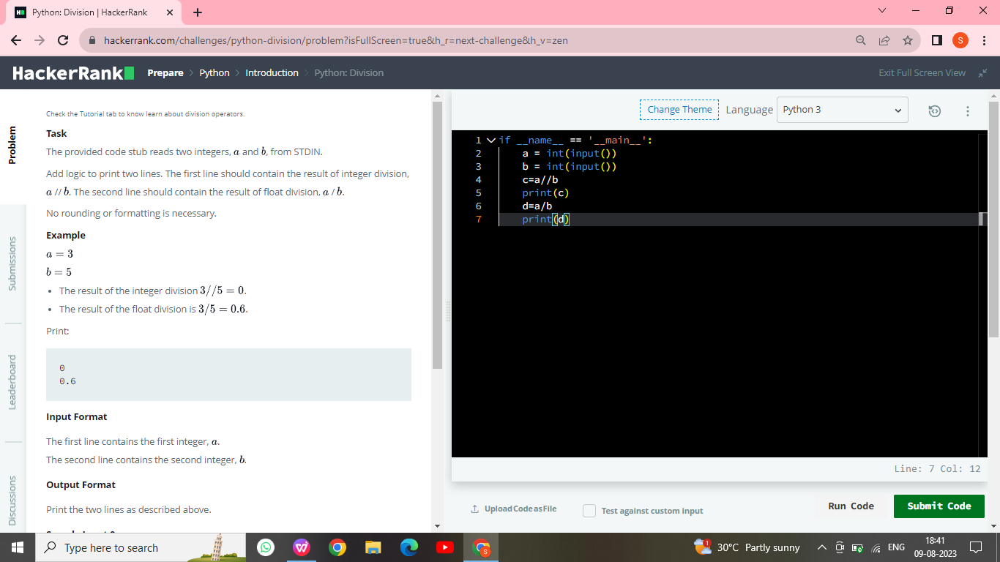 Python: Division | HackerRank
hackerrank.com/challenges/python-division/problem?isFullScreen=true&h_r=next-challenge&h_v=zen
S
HackerRank
Prepare > Python > Introduction > Python: Division
Exit Full Screen View
Problem
Submissions
Leaderboard
Discussions
Check the Tutorial tab to know learn about division operators.
Task
The provided code stub reads two integers, a and b, from STDIN.
Add logic to print two lines. The first line should contain the result of integer division,
a // b. The second line should contain the result of float division, a / b.
No rounding or formatting is necessary.
Example
a = 3
b = 5
• The result of the integer division 3//5 = 0.
• The result of the float division is 3/5 = 0.6.
Print:
0
0.6
Input Format
The first line contains the first integer, a.
The second line contains the second integer, b.
Output Format
Print the two lines as described above.
Change Theme Language Python 3
1 if __name__ == '__main__':
2 a = int(input())
3 b = int(input())
4 c=a//b
5 print(c)
6 d=a/b
7 print(d)
Line: 7 Col: 12
Upload Code as File
Test against custom input
Run Code
Submit Code
Type here to search
1
30°C Partly sunny
ENG
18:41
09-08-2023